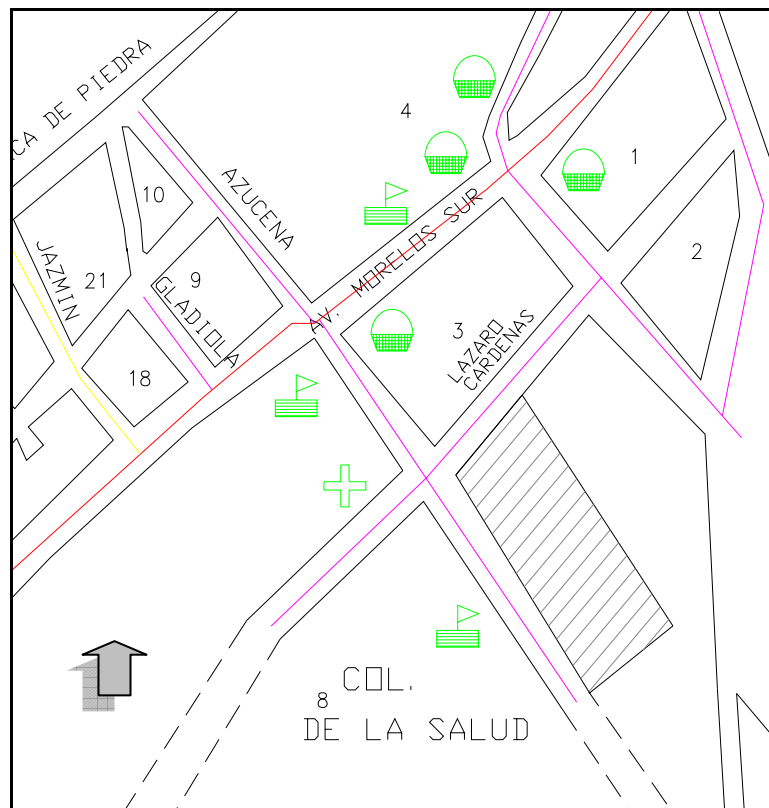 CA DE PIEDRA
4
1
10
AZUCENA
AV. MORELOS SUR
JAZMIN
21
9
GLADIOLA
2
3
LAZARO
CARDENAS
18
8
COL.
DE LA SALUD